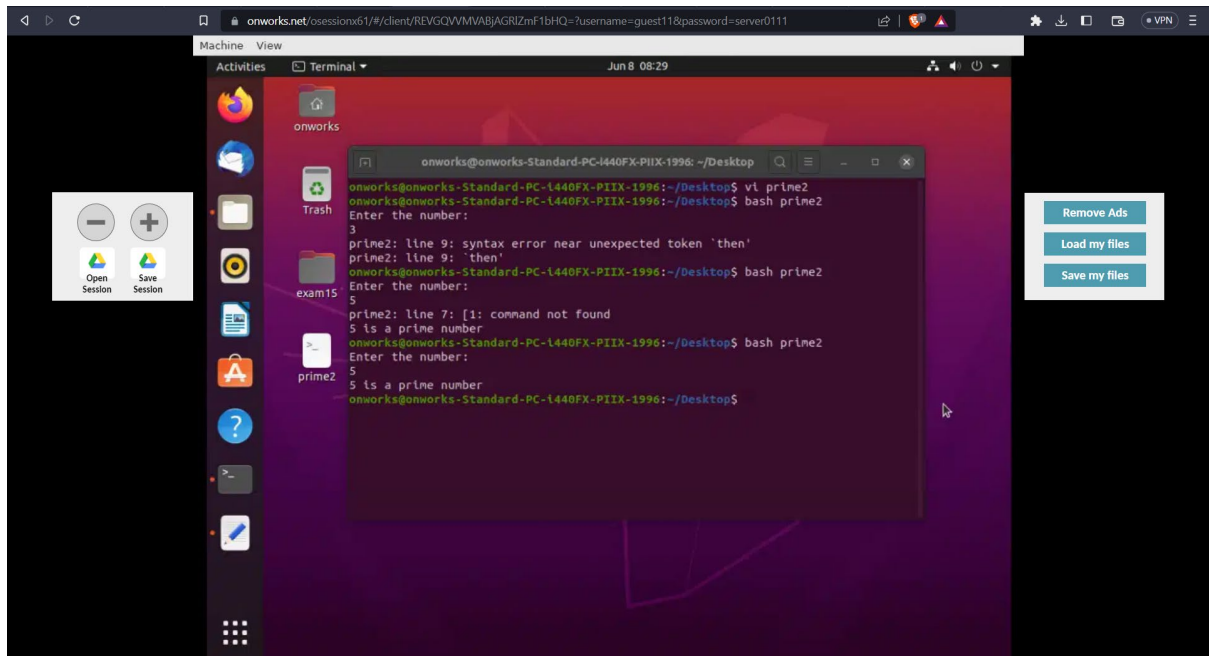 onworks.net/osessionx61/#/client/REVGQVVMVABjAGRlZmF1bHQ=?username=guest11&password=server0111
VPN
Machine View
Activities
Terminal
Jun 8 08:29
onworks
Trash
exam15
prime2
Open
Session
Save
Session
Remove Ads
Load my files
Save my files
onworks@onworks-Standard-PC-i440FX-PIIX-1996: ~/Desktop
onworks@onworks-Standard-PC-i440FX-PIIX-1996:~/Desktop$ vi prime2
onworks@onworks-Standard-PC-i440FX-PIIX-1996:~/Desktop$ bash prime2
Enter the number:
3
prime2: line 9: syntax error near unexpected token `then'
prime2: line 9: `then'
onworks@onworks-Standard-PC-i440FX-PIIX-1996:~/Desktop$ bash prime2
Enter the number:
5
prime2: line 7: [1: command not found
5 is a prime number
onworks@onworks-Standard-PC-i440FX-PIIX-1996:~/Desktop$ bash prime2
Enter the number:
5
5 is a prime number
onworks@onworks-Standard-PC-i440FX-PIIX-1996:~/Desktop$